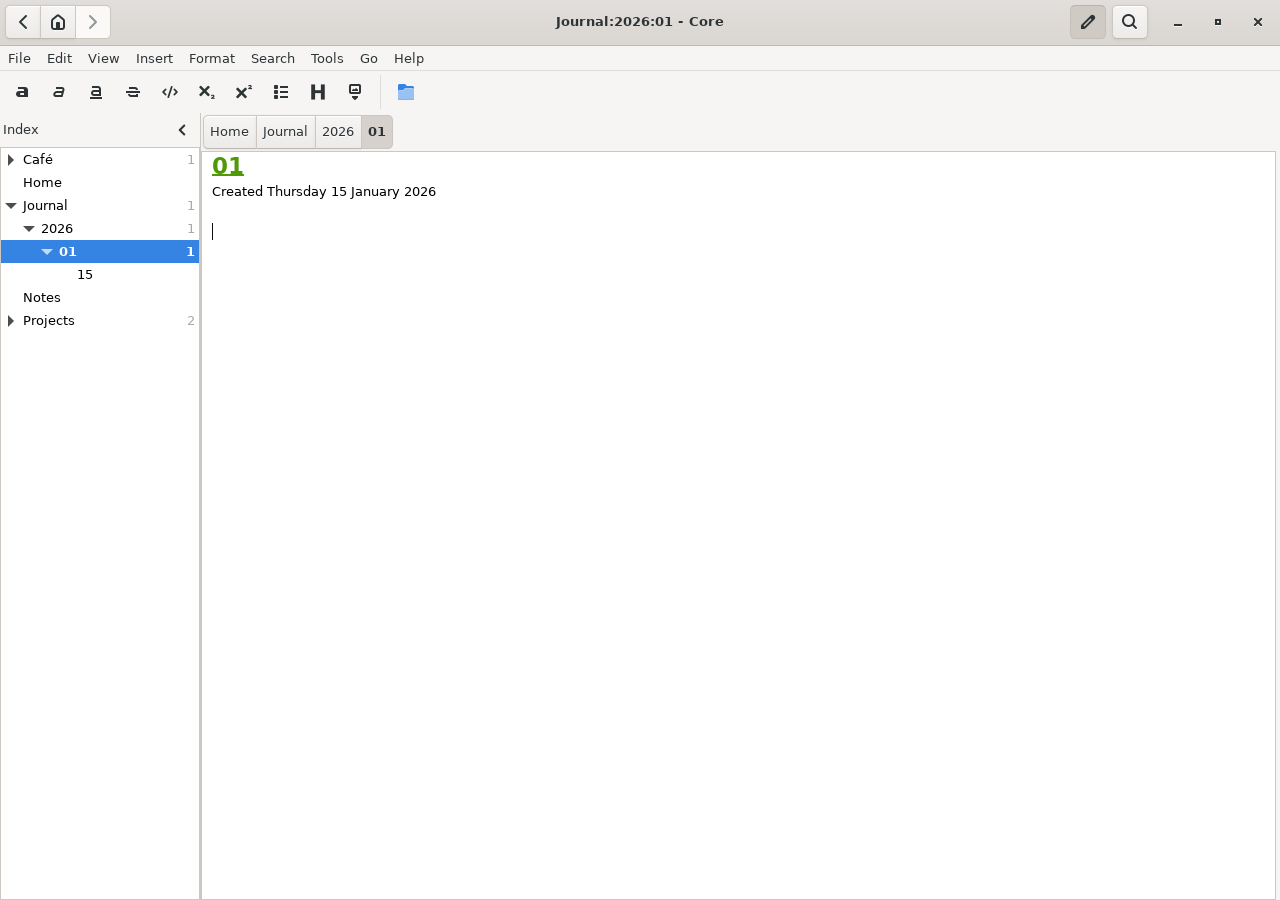 Journal:2026:01 - Core
File Edit View Insert Format Search Tools Go Help
Index
Home Journal 2026 01
Café 1
Home
Journal 1
2026 1
01 1
15
Notes
Projects 2
01
Created Thursday 15 January 2026